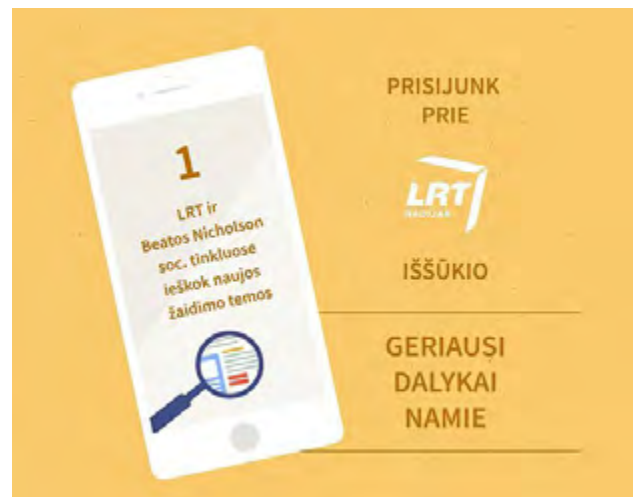 1
LRT ir
Beatos Nicholson
soc. tinkluose
ieškok naujos
žaidimo temos
PRISIJUNK
PRIE
LRT
NAUJAS
IŠŠŪKIO
GERIAUSI
DALYKAI
NAMIE